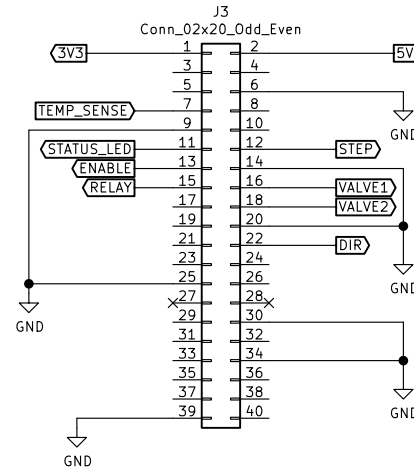 J3
Conn_02x20_Odd_Even
3V3 1 2 5V
3 4
5 6
TEMP_SENSE 7 8
GND
9 10
STATUS_LED 11 12 STEP
ENABLE 13 14
RELAY 15 16 VALVE1
17 18 VALVE2
19 20
21 22 DIR
23 24
25 26
GND
27 28
GND
29 30
31 32
33 34
35 36
37 38
GND
39 40
GND